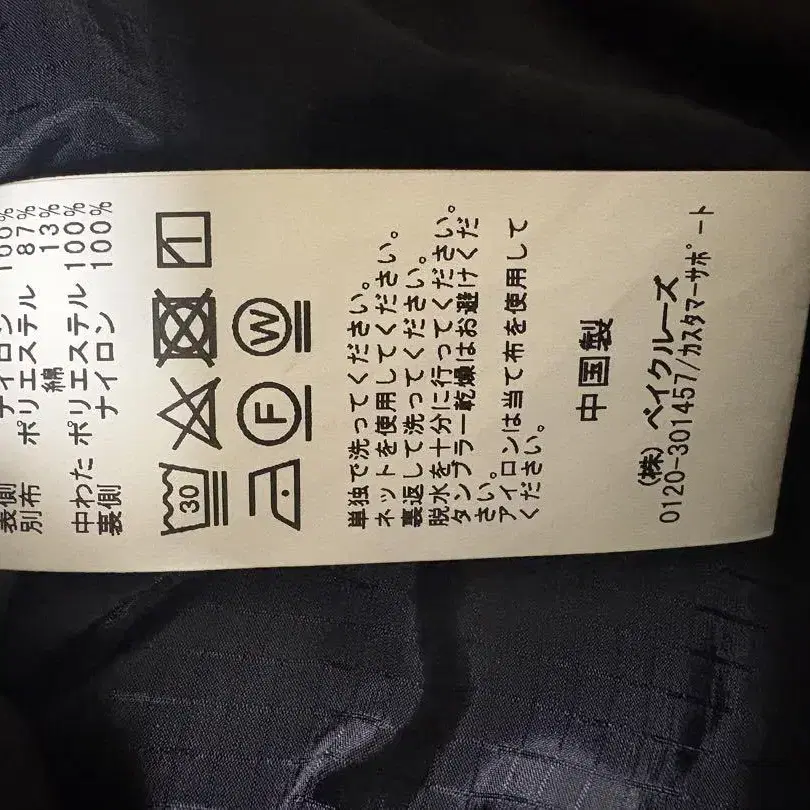 表側 ナイロン 100%
別布 ポリエステル 87%
綿 13%
中わた ポリエステル 100%
裏側 ナイロン 100%
30
F
W
単独で洗ってください。
ネットを使用してください。
裏返して洗ってください。
脱水を十分に行ってください。
タンブラー乾燥はお避けくだ
さい。
アイロンは当て布を使用して
ください。
中国製
(株) ベイクルーズ
0120-301457/カスタマーサポート